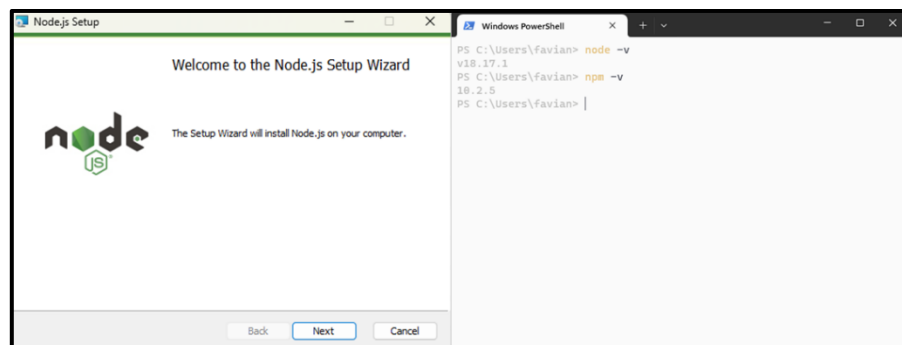 Node.js Setup
Welcome to the Node.js Setup Wizard
node
JS
The Setup Wizard will install Node.js on your computer.
Back Next Cancel
Windows PowerShell
PS C:\Users\favian> node -v
v18.17.1
PS C:\Users\favian> npm -v
10.2.5
PS C:\Users\favian>